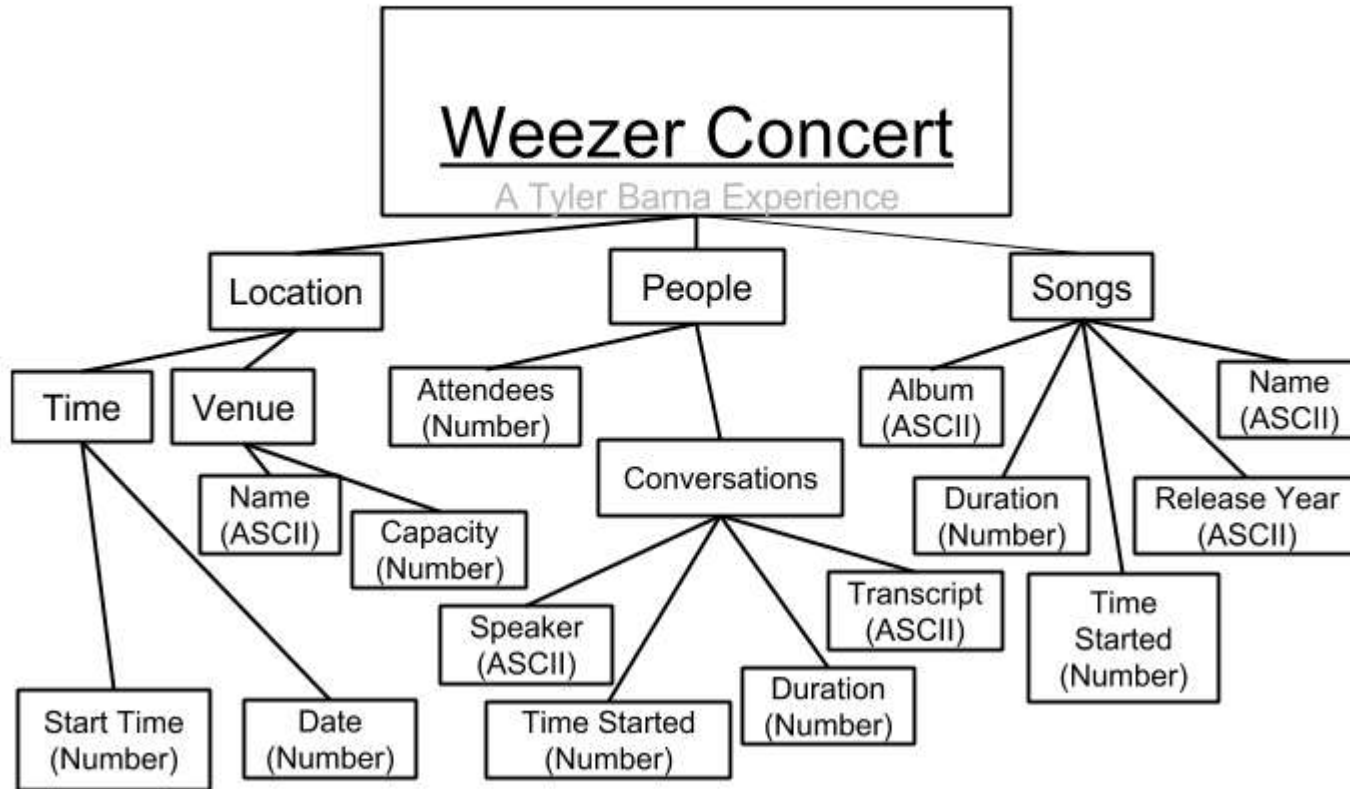 Weezer Concert
A Tyler Barna Experience
Location
People
Songs
Time
Venue
Attendees
(Number)
Album
(ASCII)
Name
(ASCII)
Conversations
Name
(ASCII)
Capacity
(Number)
Duration
(Number)
Release Year
(ASCII)
Speaker
(ASCII)
Transcript
(ASCII)
Time
Started
(Number)
Start Time
(Number)
Date
(Number)
Time Started
(Number)
Duration
(Number)